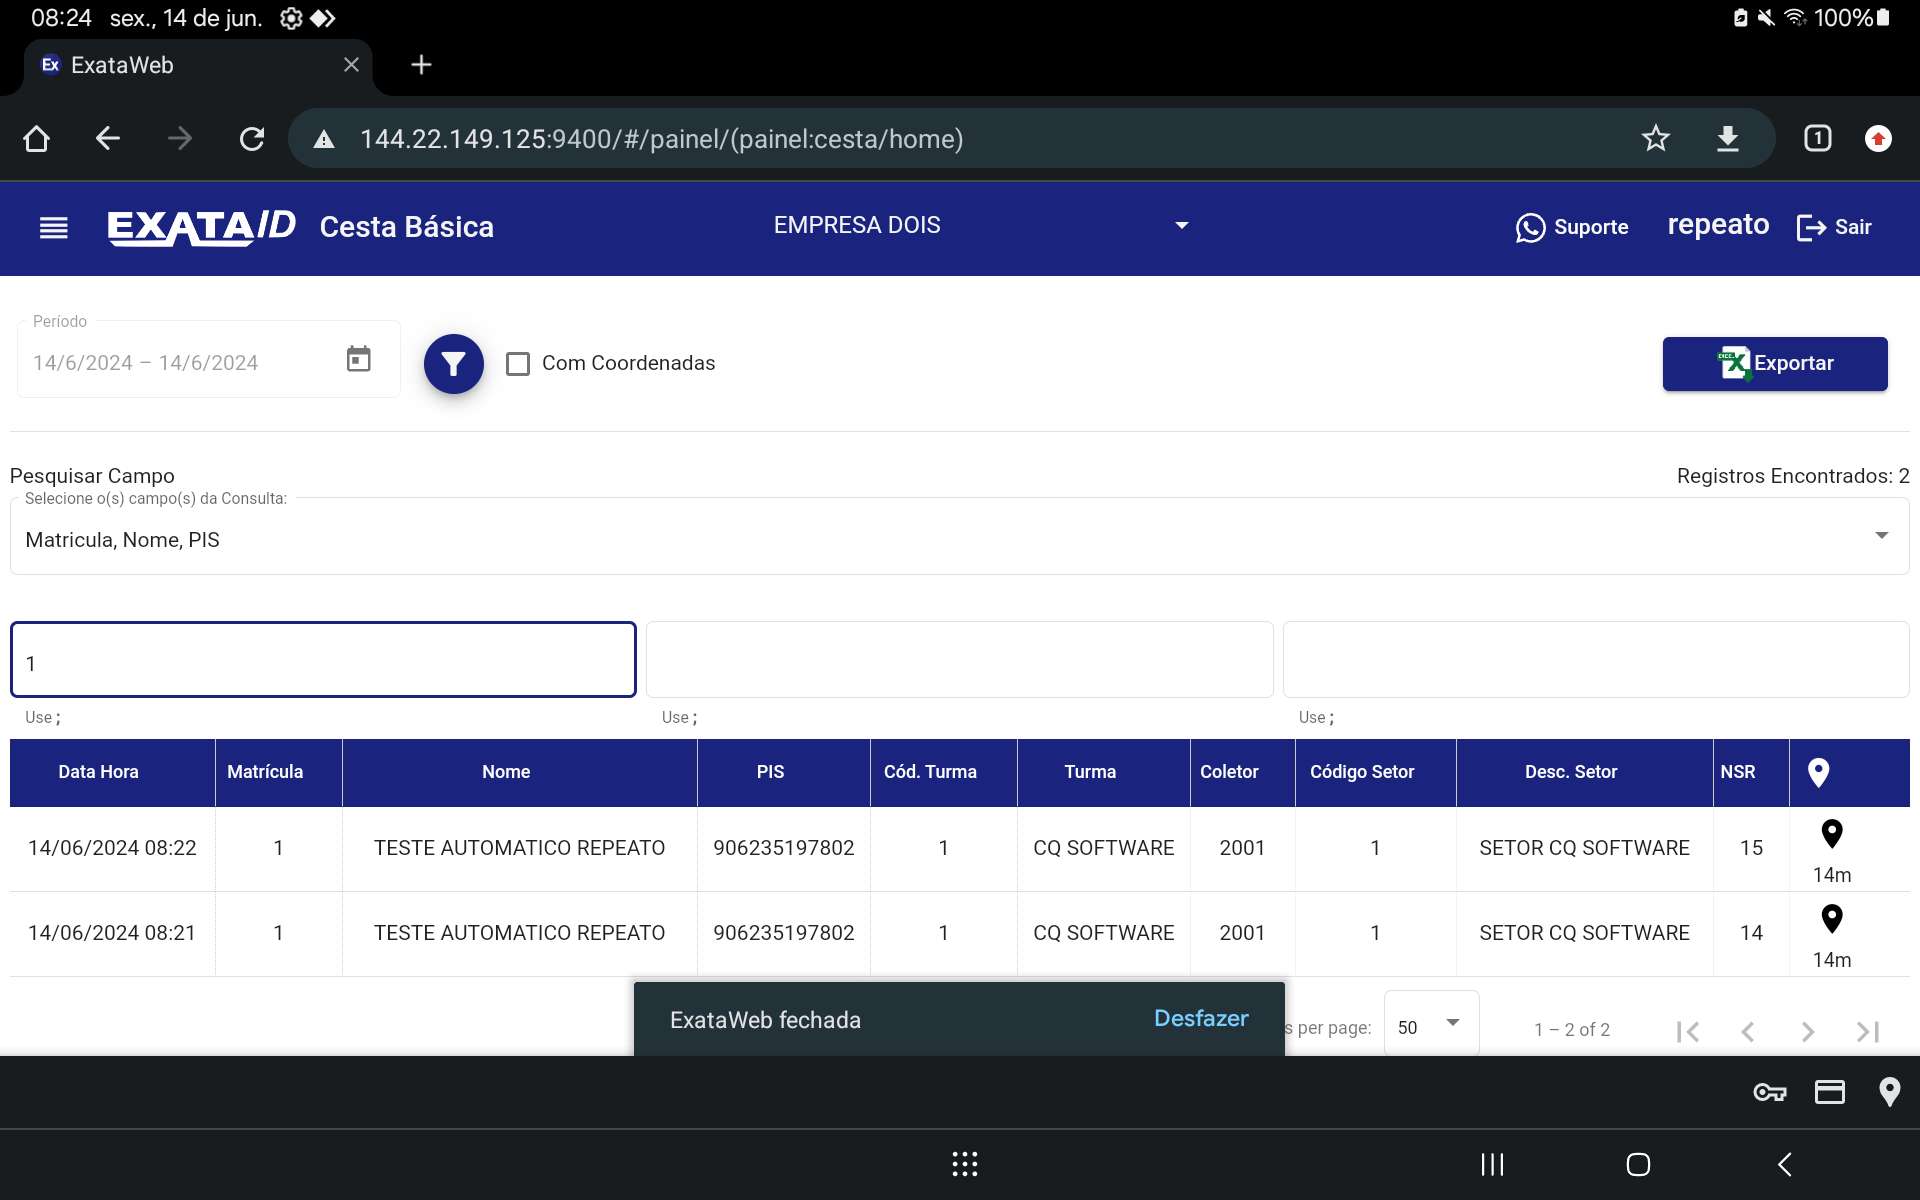 08:24 sex., 14 de jun. 100%
Ex ExataWeb
144.22.149.125:9400/#/painel/(painel:cesta/home) 1
EXATAID Cesta Básica EMPRESA DOIS Suporte repeato Sair
Período
14/6/2024 – 14/6/2024 Com Coordenadas Exportar
Pesquisar Campo Registros Encontrados: 2
Selecione o(s) campo(s) da Consulta:
Matricula, Nome, PIS
1
Use ; Use ; Use ;
Data Hora Matrícula Nome PIS Cód. Turma Turma Coletor Código Setor Desc. Setor NSR
14/06/2024 08:22 1 TESTE AUTOMATICO REPEATO 906235197802 1 CQ SOFTWARE 2001 1 SETOR CQ SOFTWARE 15
14m
14/06/2024 08:21 1 TESTE AUTOMATICO REPEATO 906235197802 1 CQ SOFTWARE 2001 1 SETOR CQ SOFTWARE 14
14m
ExataWeb fechada Desfazer s per page: 50 1 – 2 of 2